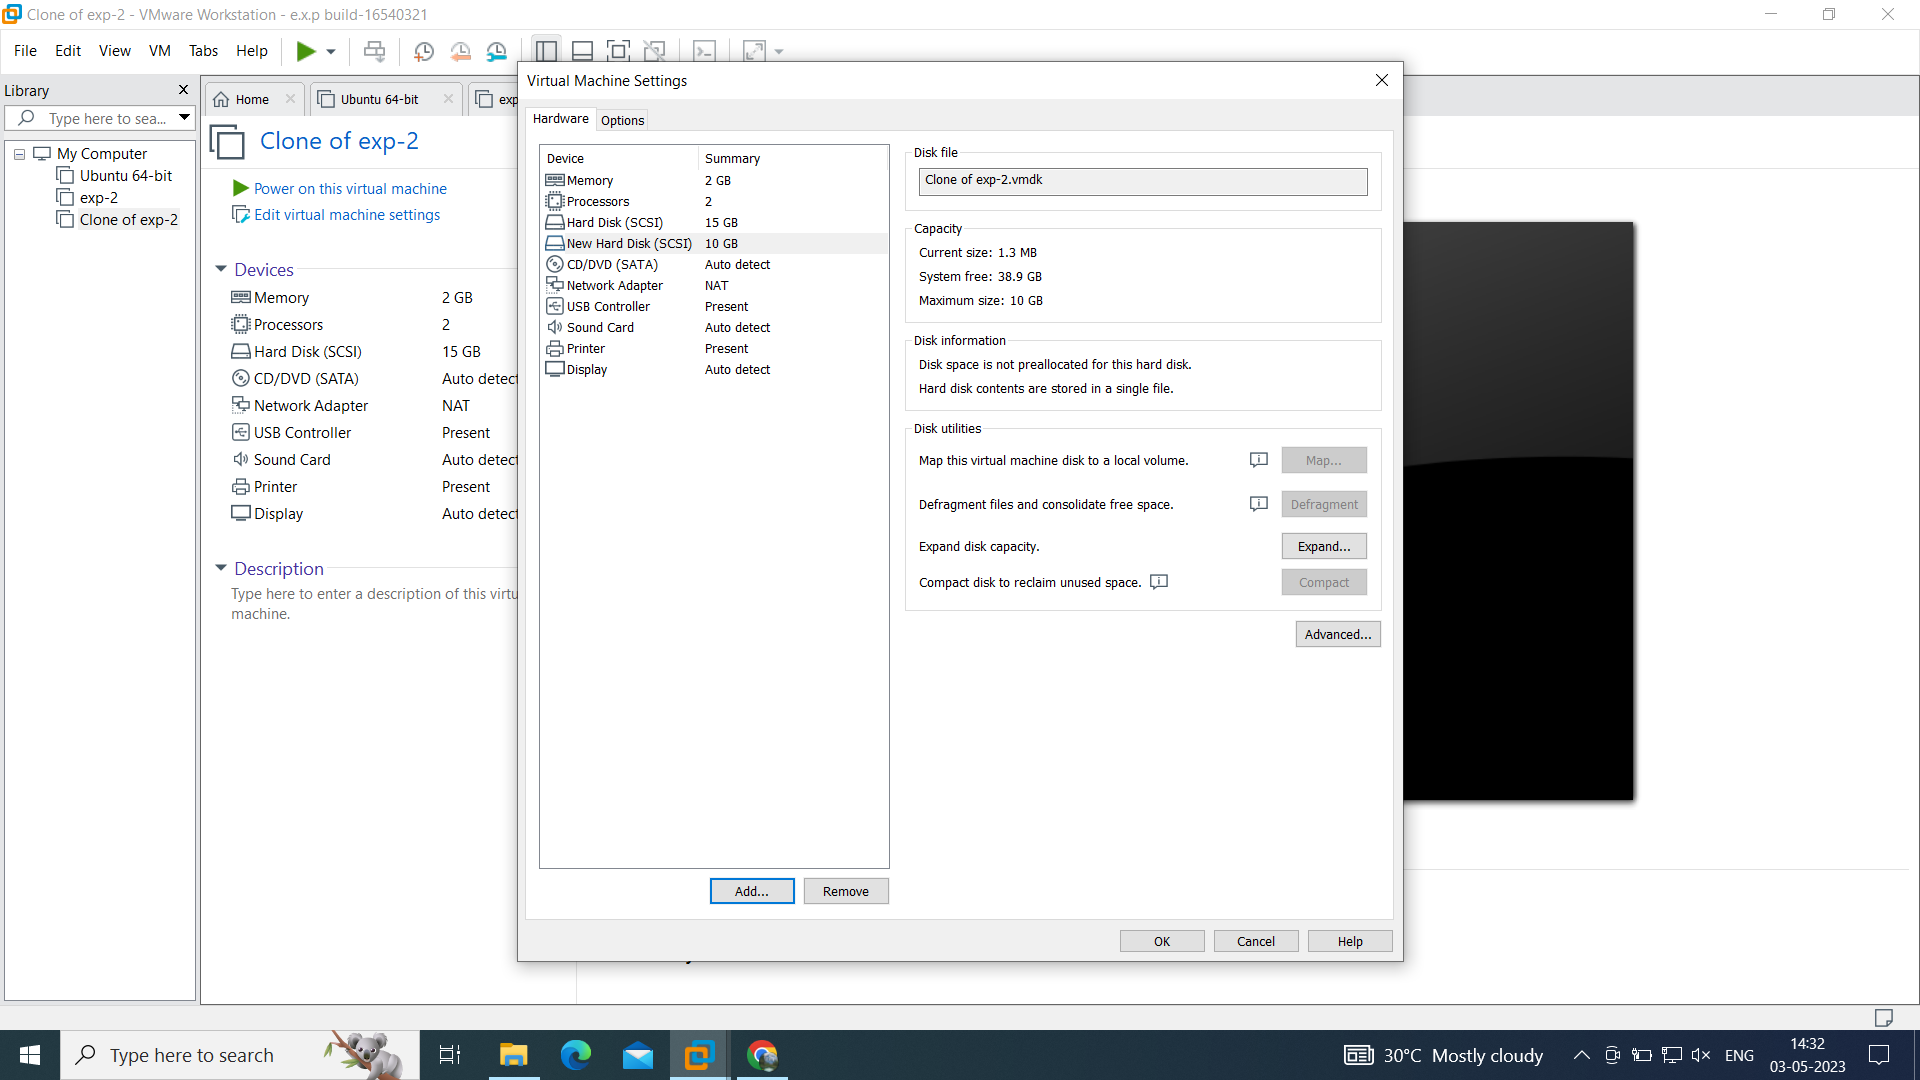 Clone of exp-2 - VMware Workstation - e.x.p build-16540321
File Edit View VM Tabs Help
Library
Type here to sea...
My Computer
Ubuntu 64-bit
exp-2
Clone of exp-2
Home
Ubuntu 64-bit
exp
Clone of exp-2
Power on this virtual machine
Edit virtual machine settings
Devices
Memory 2 GB
Processors 2
Hard Disk (SCSI) 15 GB
CD/DVD (SATA) Auto detect
Network Adapter NAT
USB Controller Present
Sound Card Auto detect
Printer Present
Display Auto detect
Description
Type here to enter a description of this virtu
machine.
Virtual Machine Settings
Hardware Options
Device Summary
Memory 2 GB
Processors 2
Hard Disk (SCSI) 15 GB
New Hard Disk (SCSI) 10 GB
CD/DVD (SATA) Auto detect
Network Adapter NAT
USB Controller Present
Sound Card Auto detect
Printer Present
Display Auto detect
Add... Remove
Disk file
Clone of exp-2.vmdk
Capacity
Current size: 1.3 MB
System free: 38.9 GB
Maximum size: 10 GB
Disk information
Disk space is not preallocated for this hard disk.
Hard disk contents are stored in a single file.
Disk utilities
Map this virtual machine disk to a local volume. Map...
Defragment files and consolidate free space. Defragment
Expand disk capacity. Expand...
Compact disk to reclaim unused space. Compact
Advanced...
OK Cancel Help
Type here to search
30°C Mostly cloudy
ENG
14:32
03-05-2023